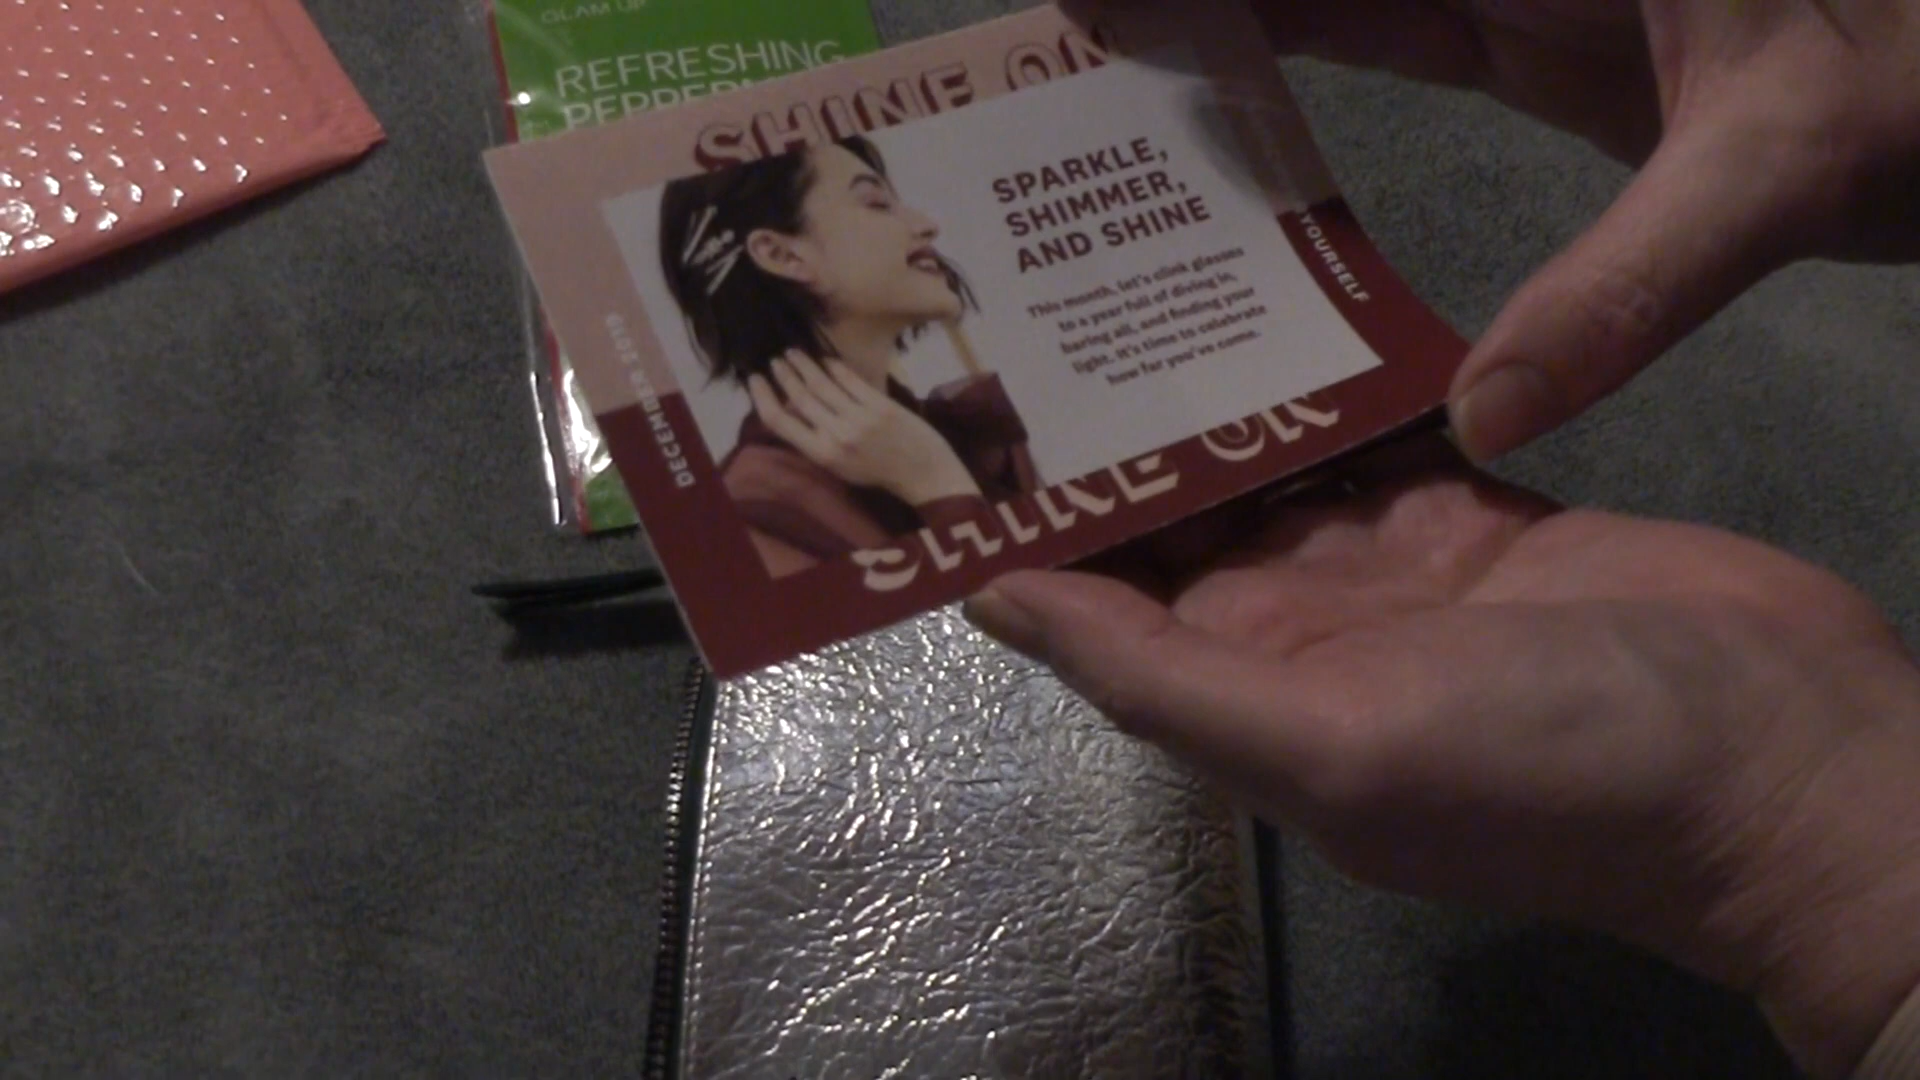 GLAM UP
REFRESHING
SHINE ON
SPARKLE,
SHIMMER,
AND SHINE
This month, let's clink glasses
to a year full of diving in,
baring all, and finding your
light. It's time to celebrate
how far you've come.
YOURSELF
DECEMBER 2019
SHINE ON